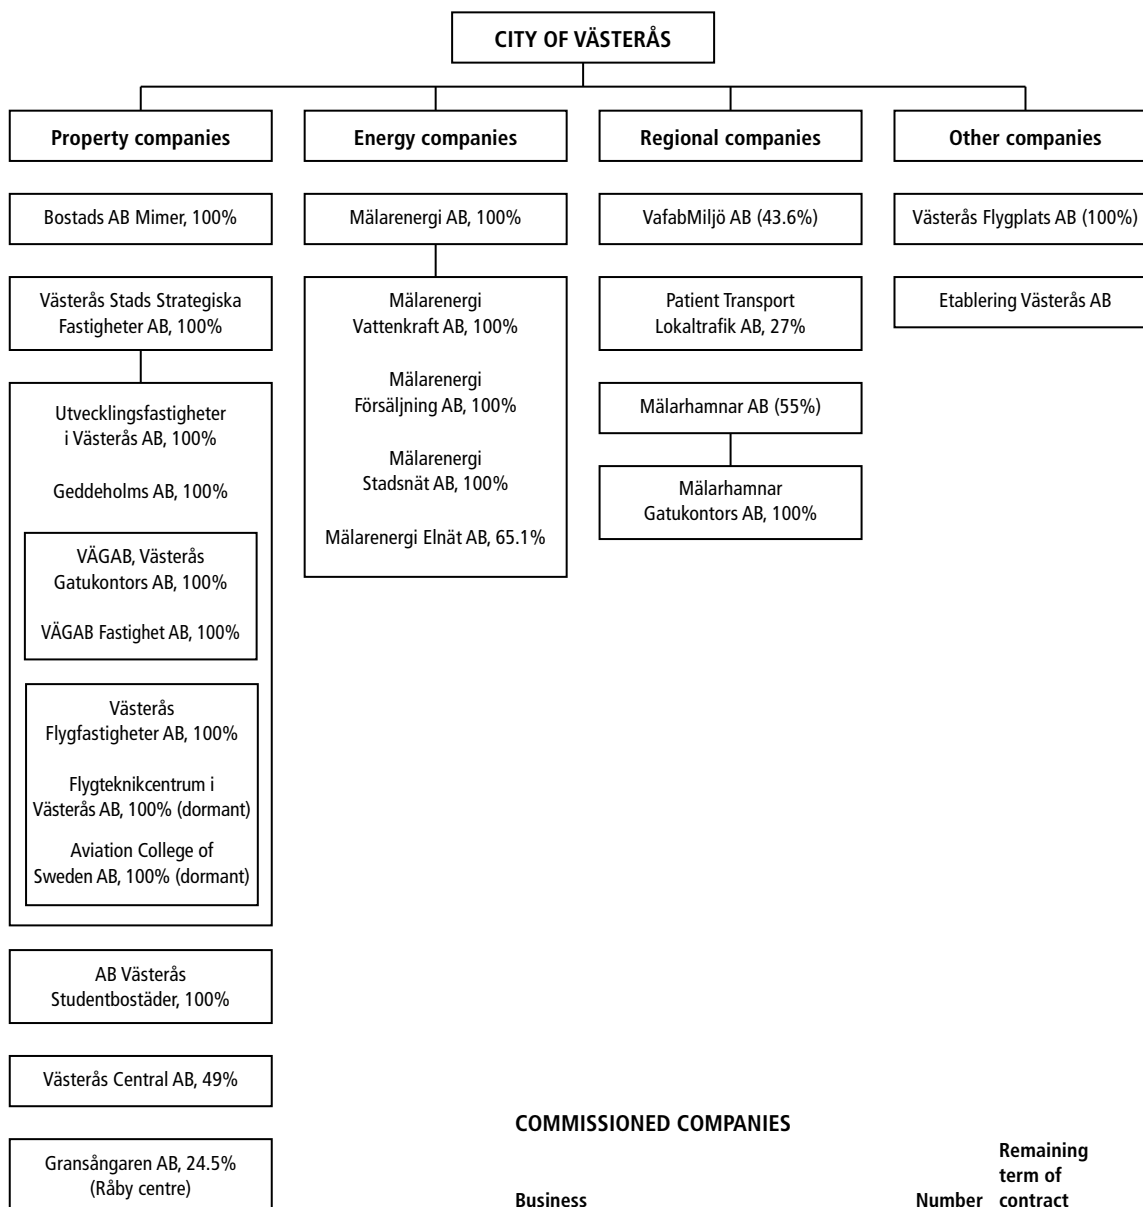 CITY OF VÄSTERÅS
Property companies
Energy companies
Regional companies
Other companies
Bostads AB Mimer, 100%
Västerås Stads Strategiska
Fastigheter AB, 100%
Utvecklingsfastigheter
i Västerås AB, 100%
Geddeholms AB, 100%
VÄGAB, Västerås
Gatukontors AB, 100%
VÄGAB Fastighet AB, 100%
Västerås
Flygfastigheter AB, 100%
Flygteknikcentrum i
Västerås AB, 100% (dormant)
Aviation College of
Sweden AB, 100% (dormant)
AB Västerås
Studentbostäder, 100%
Västerås Central AB, 49%
Gransångaren AB, 24.5%
(Råby centre)
Mälarenergi AB, 100%
Mälarenergi
Vattenkraft AB, 100%
Mälarenergi
Försäljning AB, 100%
Mälarenergi
Stadsnät AB, 100%
Mälarenergi Elnät AB, 65.1%
VafabMiljö AB (43.6%)
Patient Transport
Lokaltrafik AB, 27%
Mälarhamnar AB (55%)
Mälarhamnar
Gatukontors AB, 100%
Västerås Flygplats AB (100%)
Etablering Västerås AB
COMMISSIONED COMPANIES
Business
Number
Remaining
term of
contract